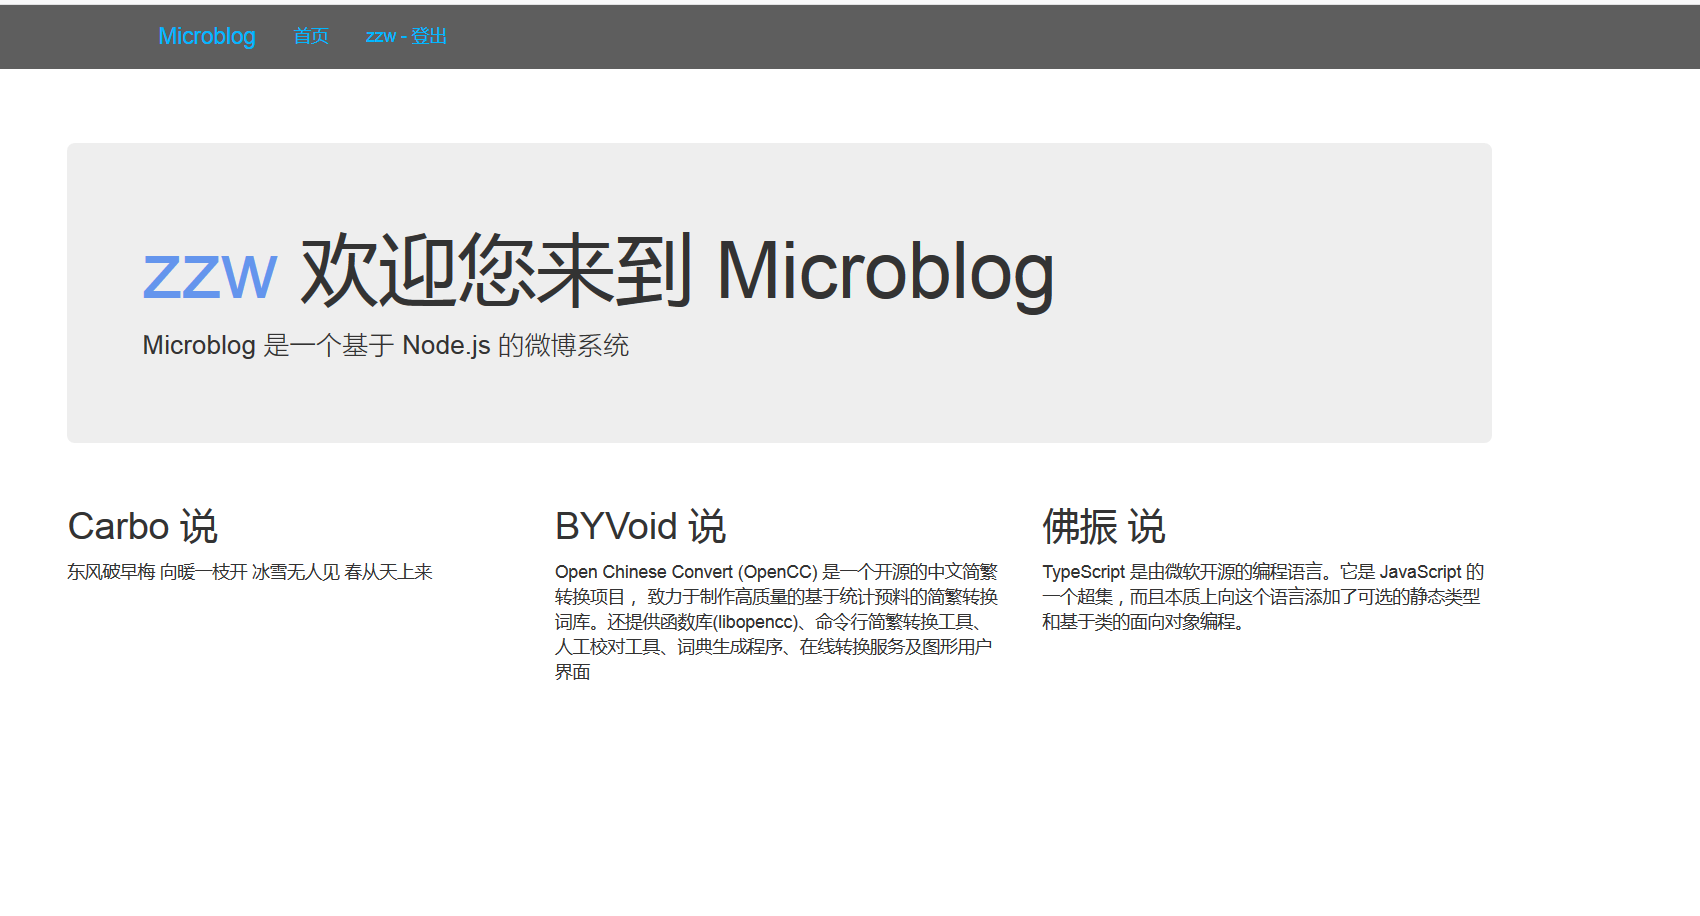 Microblog 首页 zzw - 登出
zzw 欢迎您来到 Microblog
Microblog 是一个基于 Node.js 的微博系统
Carbo 说
东风破早梅 向暖一枝开 冰雪无人见 春从天上来
BYVoid 说
Open Chinese Convert (OpenCC) 是一个开源的中文简繁
转换项目， 致力于制作高质量的基于统计预料的简繁转换
词库。还提供函数库(libopencc)、命令行简繁转换工具、
人工校对工具、词典生成程序、在线转换服务及图形用户
界面
佛振 说
TypeScript 是由微软开源的编程语言。它是 JavaScript 的
一个超集，而且本质上向这个语言添加了可选的静态类型
和基于类的面向对象编程。